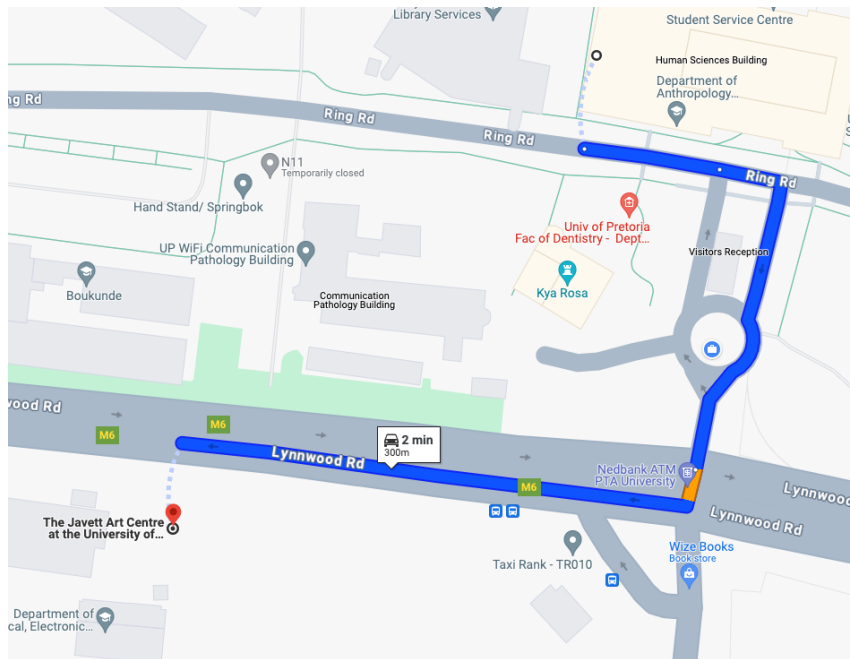 Library Services
Student Service Centre
Human Sciences Building
Department of
Anthropology...
ng Rd
Ring Rd
Ring Rd
Ring Rd
N11
Temporarily closed
Hand Stand/ Springbok
Univ of Pretoria
Fac of Dentistry - Dept...
UP WiFi Communication
Pathology Building
Visitors Reception
Kya Rosa
Boukunde
Communication
Pathology Building
wood Rd
M6
M6
2 min
300m
Lynnwood Rd
Nedbank ATM
PTA University
M6
Lynnwood
Lynnwood Rd
The Javett Art Centre
at the University of...
Taxi Rank - TR010
Wize Books
Book store
Department of
cal, Electronic...